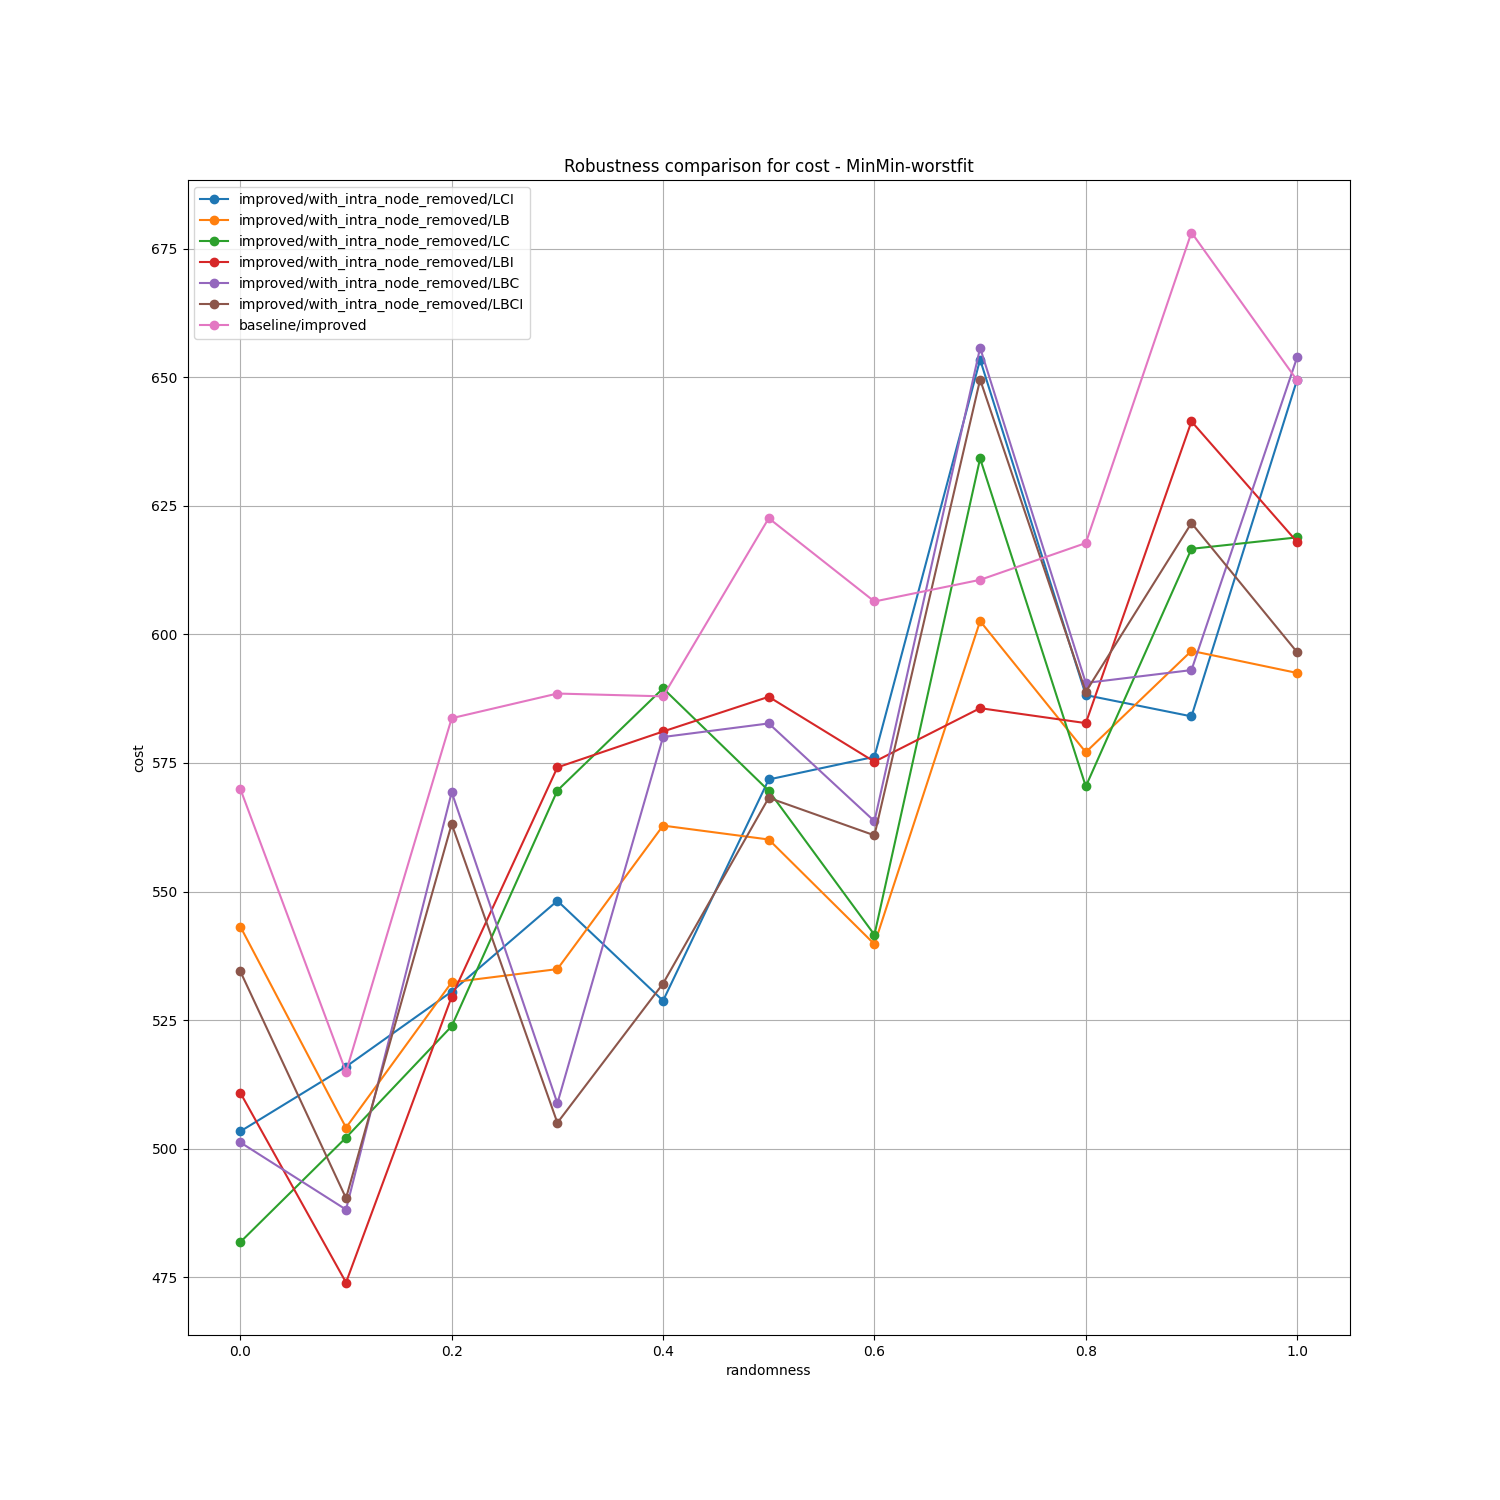 Robustness comparison for cost - MinMin-worstfit
improved/with_intra_node_removed/LCI
improved/with_intra_node_removed/LB
improved/with_intra_node_removed/LC
improved/with_intra_node_removed/LBI
improved/with_intra_node_removed/LBC
improved/with_intra_node_removed/LBCI
baseline/improved
675
650
625
600
575
550
525
500
475
cost
0.0 0.2 0.4 0.6 0.8 1.0
randomness